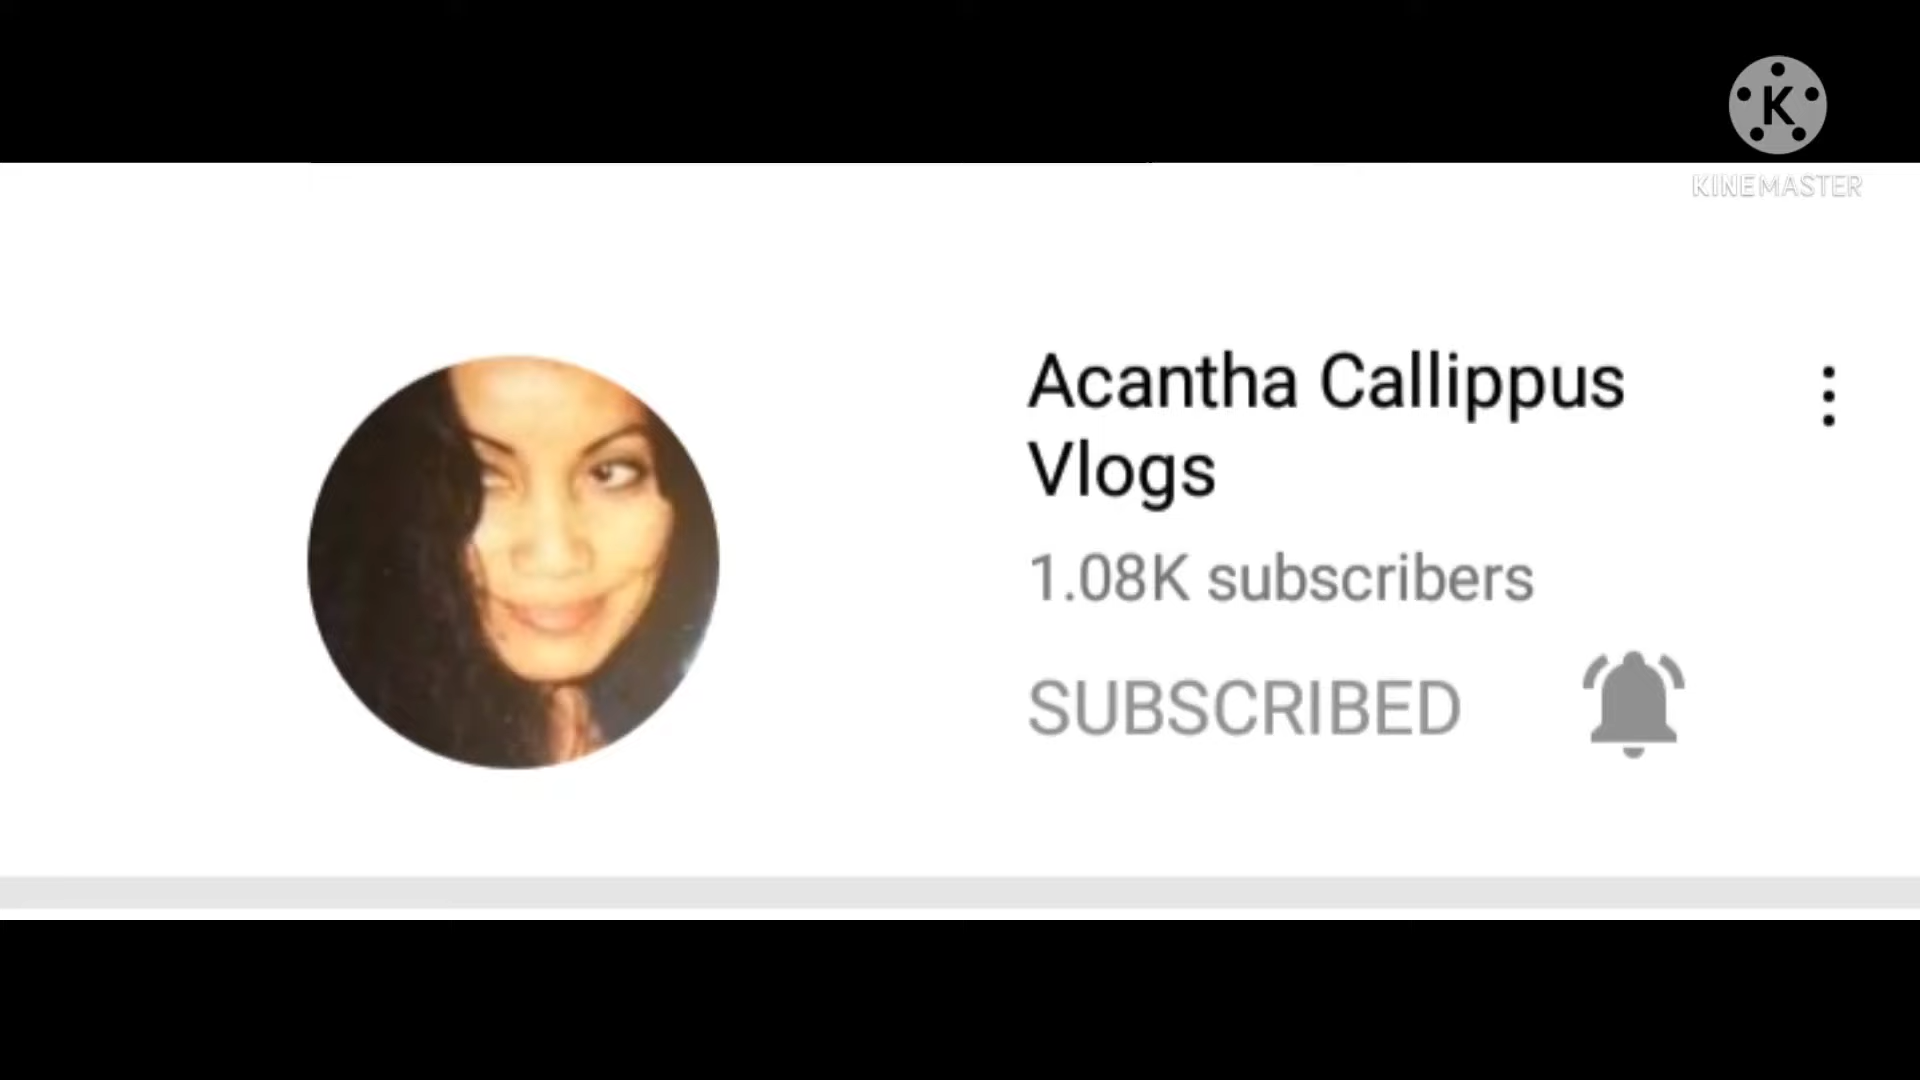 K
KINEMASTER
Acantha Callippus
Vlogs
1.08K subscribers
SUBSCRIBED